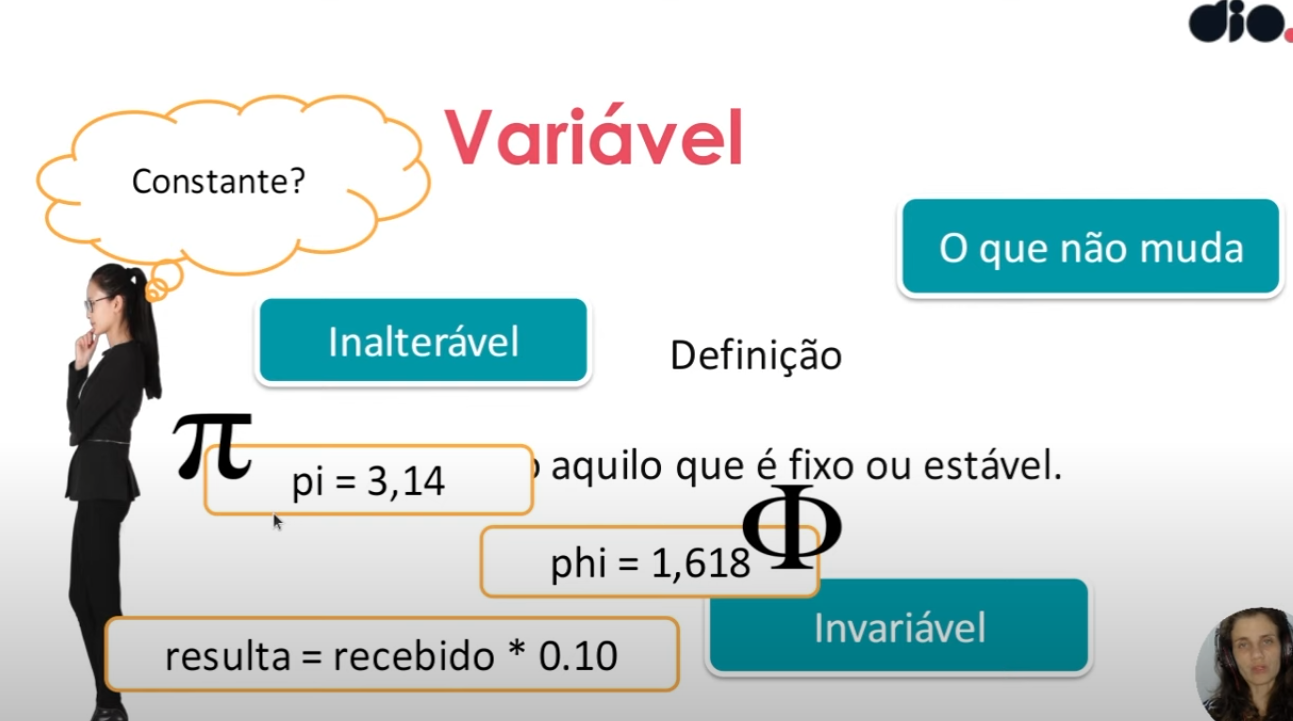 dio.
Variável
Constante?
O que não muda
Inalterável
Definição
π
pi = 3,14
aquilo que é fixo ou estável.
Φ
phi = 1,618
Invariável
resulta = recebido * 0.10